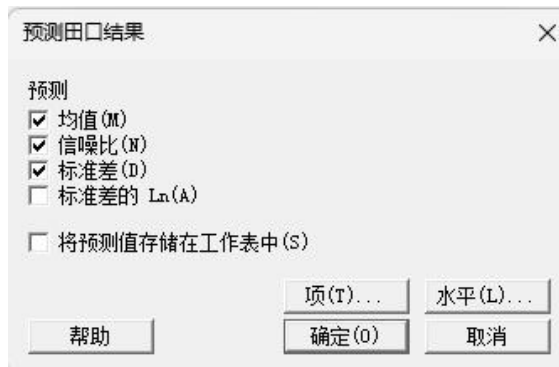 预测田口结果
预测
均值(M)
信噪比(N)
标准差(D)
标准差的 Ln(A)
将预测值存储在工作表中(S)
项(T)... 水平(L)...
帮助 确定(O) 取消